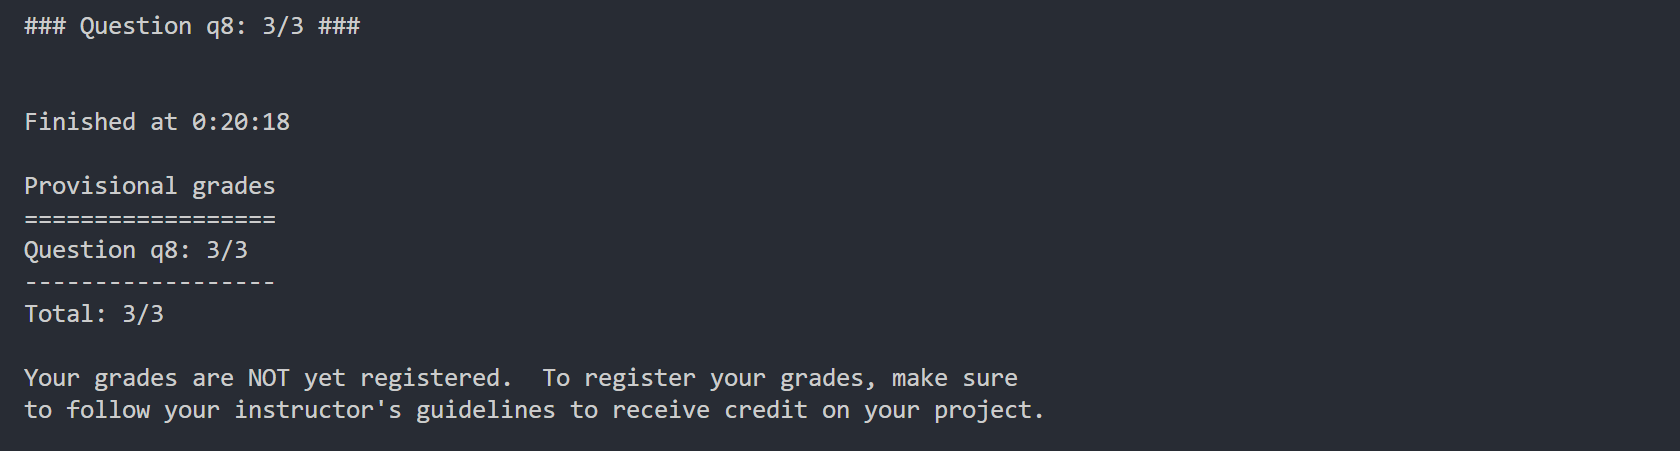 ### Question q8: 3/3 ###
Finished at 0:20:18
Provisional grades
==================
Question q8: 3/3
------------------
Total: 3/3
Your grades are NOT yet registered.  To register your grades, make sure
to follow your instructor's guidelines to receive credit on your project.